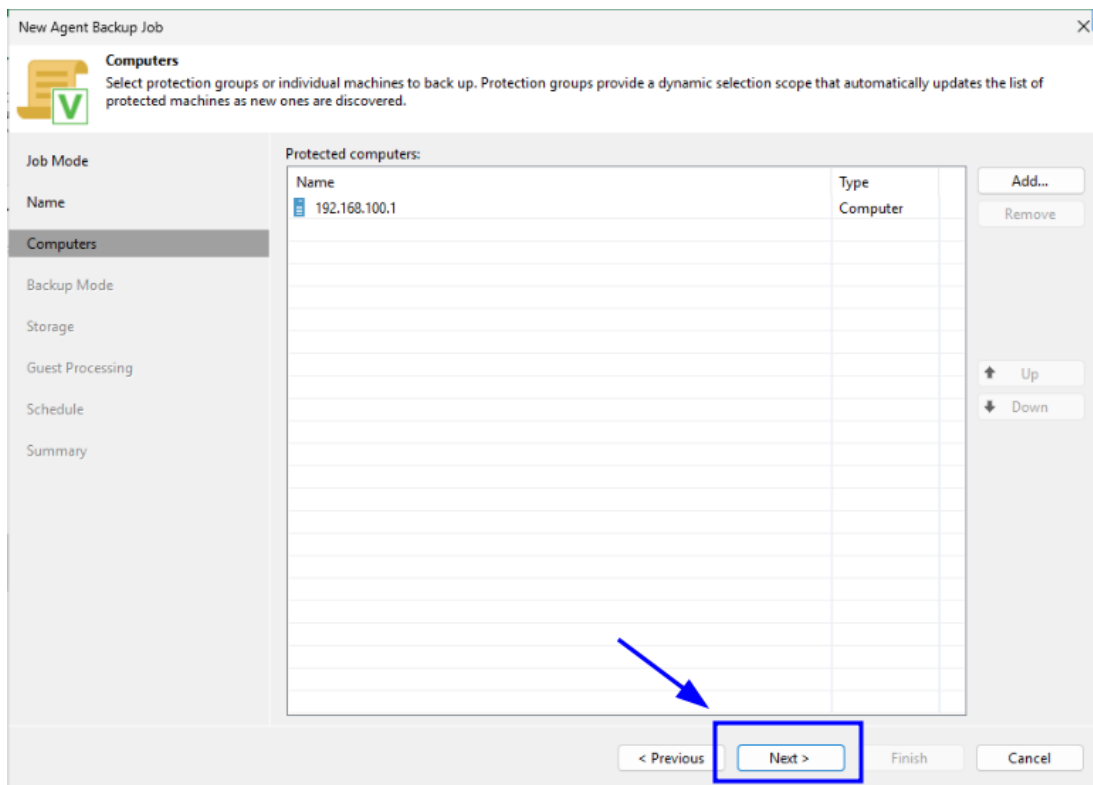 New Agent Backup Job
Computers
Select protection groups or individual machines to back up. Protection groups provide a dynamic selection scope that automatically updates the list of
protected machines as new ones are discovered.
Job Mode
Name
Computers
Backup Mode
Storage
Guest Processing
Schedule
Summary
Protected computers:
Name Type
192.168.100.1 Computer
Add...
Remove
Up
Down
< Previous Next > Finish Cancel